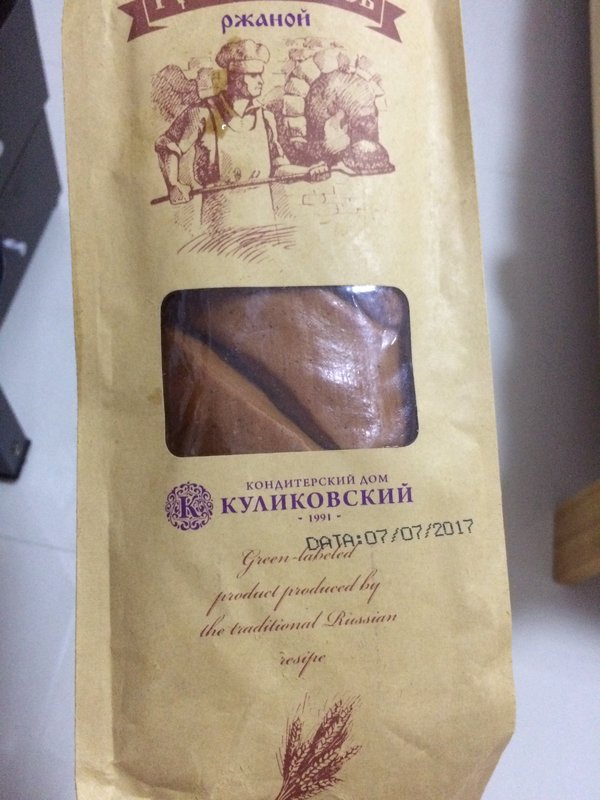 ржаной
КОНДИТЕРСКИЙ ДОМ
К КУЛИКОВСКИЙ
- 1991 -
DATA:07/07/2017
Green-labeled
product produced by
the traditional Russian
resipe